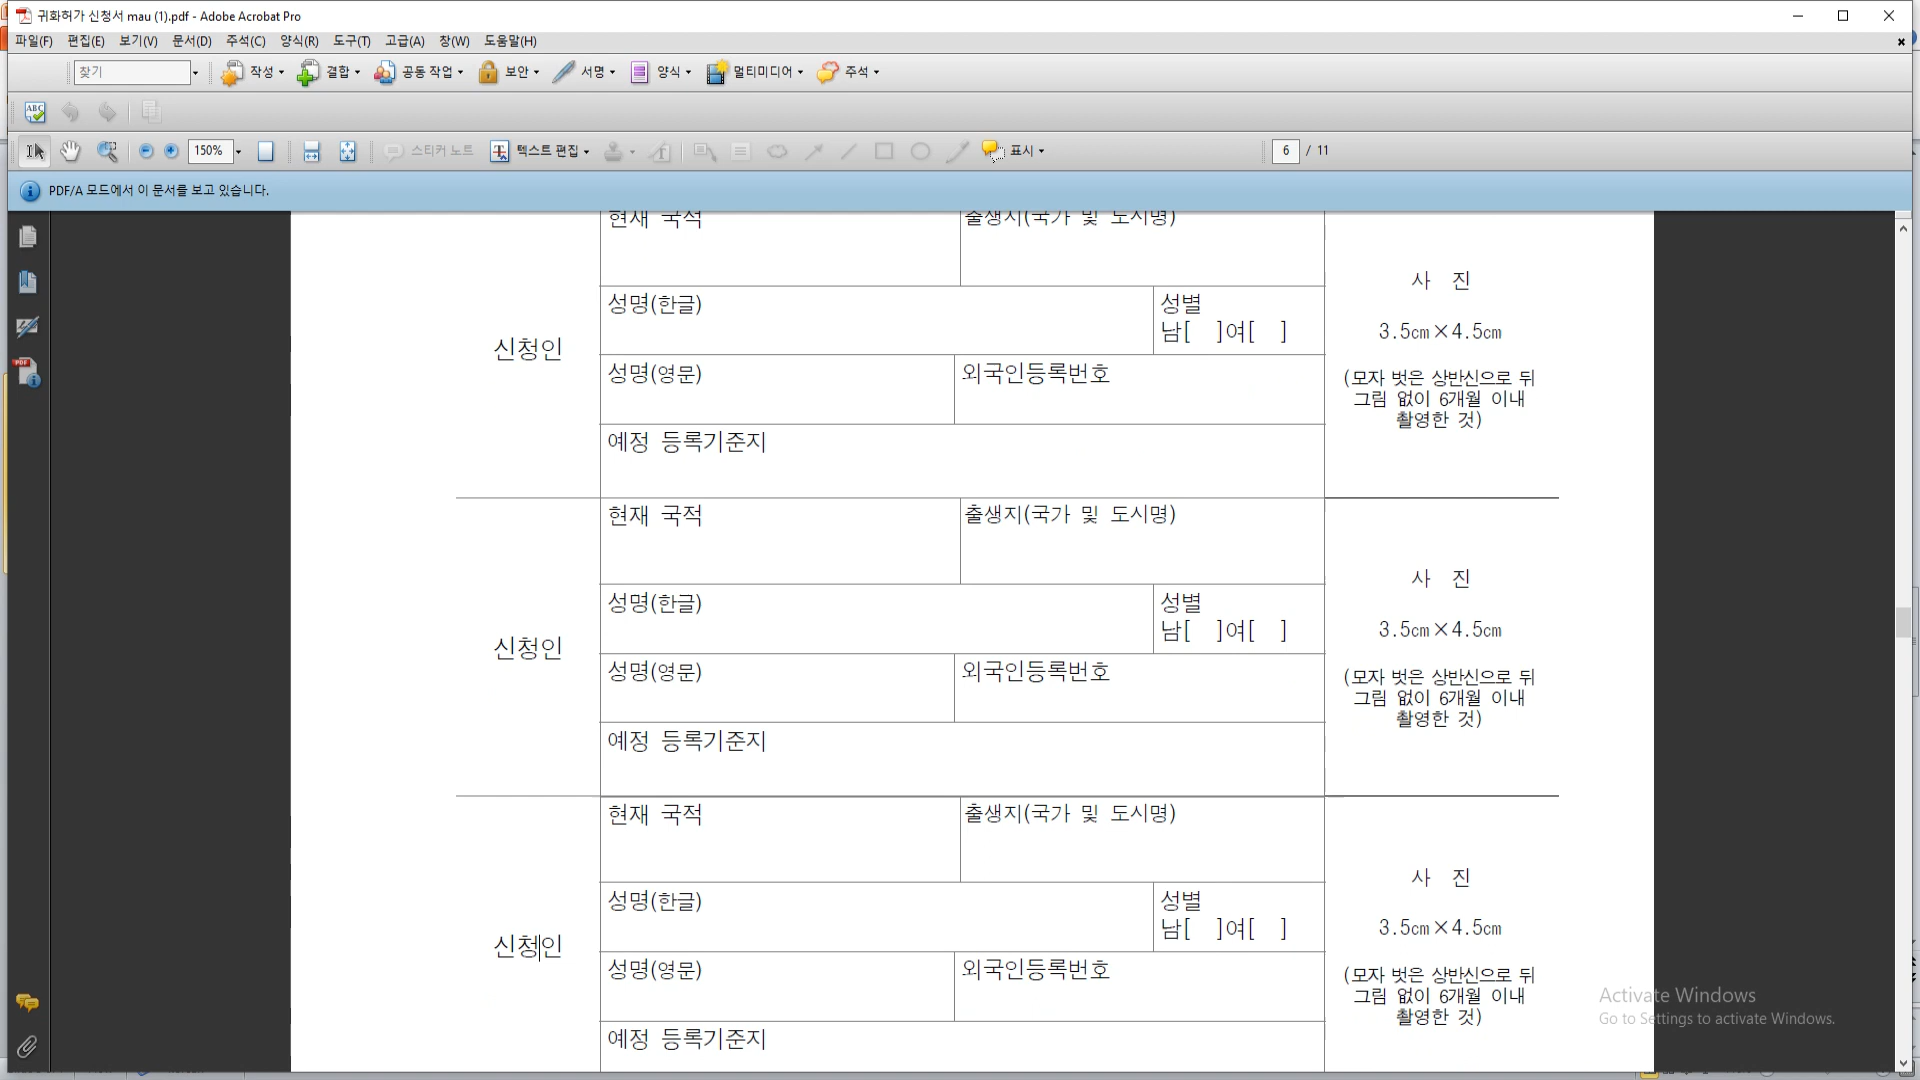 귀화허가 신청서 mau (1).pdf - Adobe Acrobat Pro
파일(F) 편집(E) 보기(V) 문서(D) 주석(C) 양식(R) 도구(T) 고급(A) 창(W) 도움말(H)
찾기 작성 결합 공동 작업 보안 서명 양식 멀티미디어 주석
150% 스티커 노트 텍스트 편집 표시 6 / 11
PDF/A 모드에서 이 문서를 보고 있습니다.
현재 국적 출생지(국가 및 도시명)
사 진
성명(한글) 성별
남[ ]여[ ]
3.5cm×4.5cm
신청인
성명(영문) 외국인등록번호
(모자 벗은 상반신으로 뒤
그림 없이 6개월 이내
촬영한 것)
예정 등록기준지
현재 국적 출생지(국가 및 도시명)
사 진
성명(한글) 성별
남[ ]여[ ]
3.5cm×4.5cm
신청인
성명(영문) 외국인등록번호
(모자 벗은 상반신으로 뒤
그림 없이 6개월 이내
촬영한 것)
예정 등록기준지
현재 국적 출생지(국가 및 도시명)
사 진
성명(한글) 성별
남[ ]여[ ]
3.5cm×4.5cm
신청인
성명(영문) 외국인등록번호
(모자 벗은 상반신으로 뒤
그림 없이 6개월 이내
촬영한 것)
예정 등록기준지
Activate Windows
Go to Settings to activate Windows.